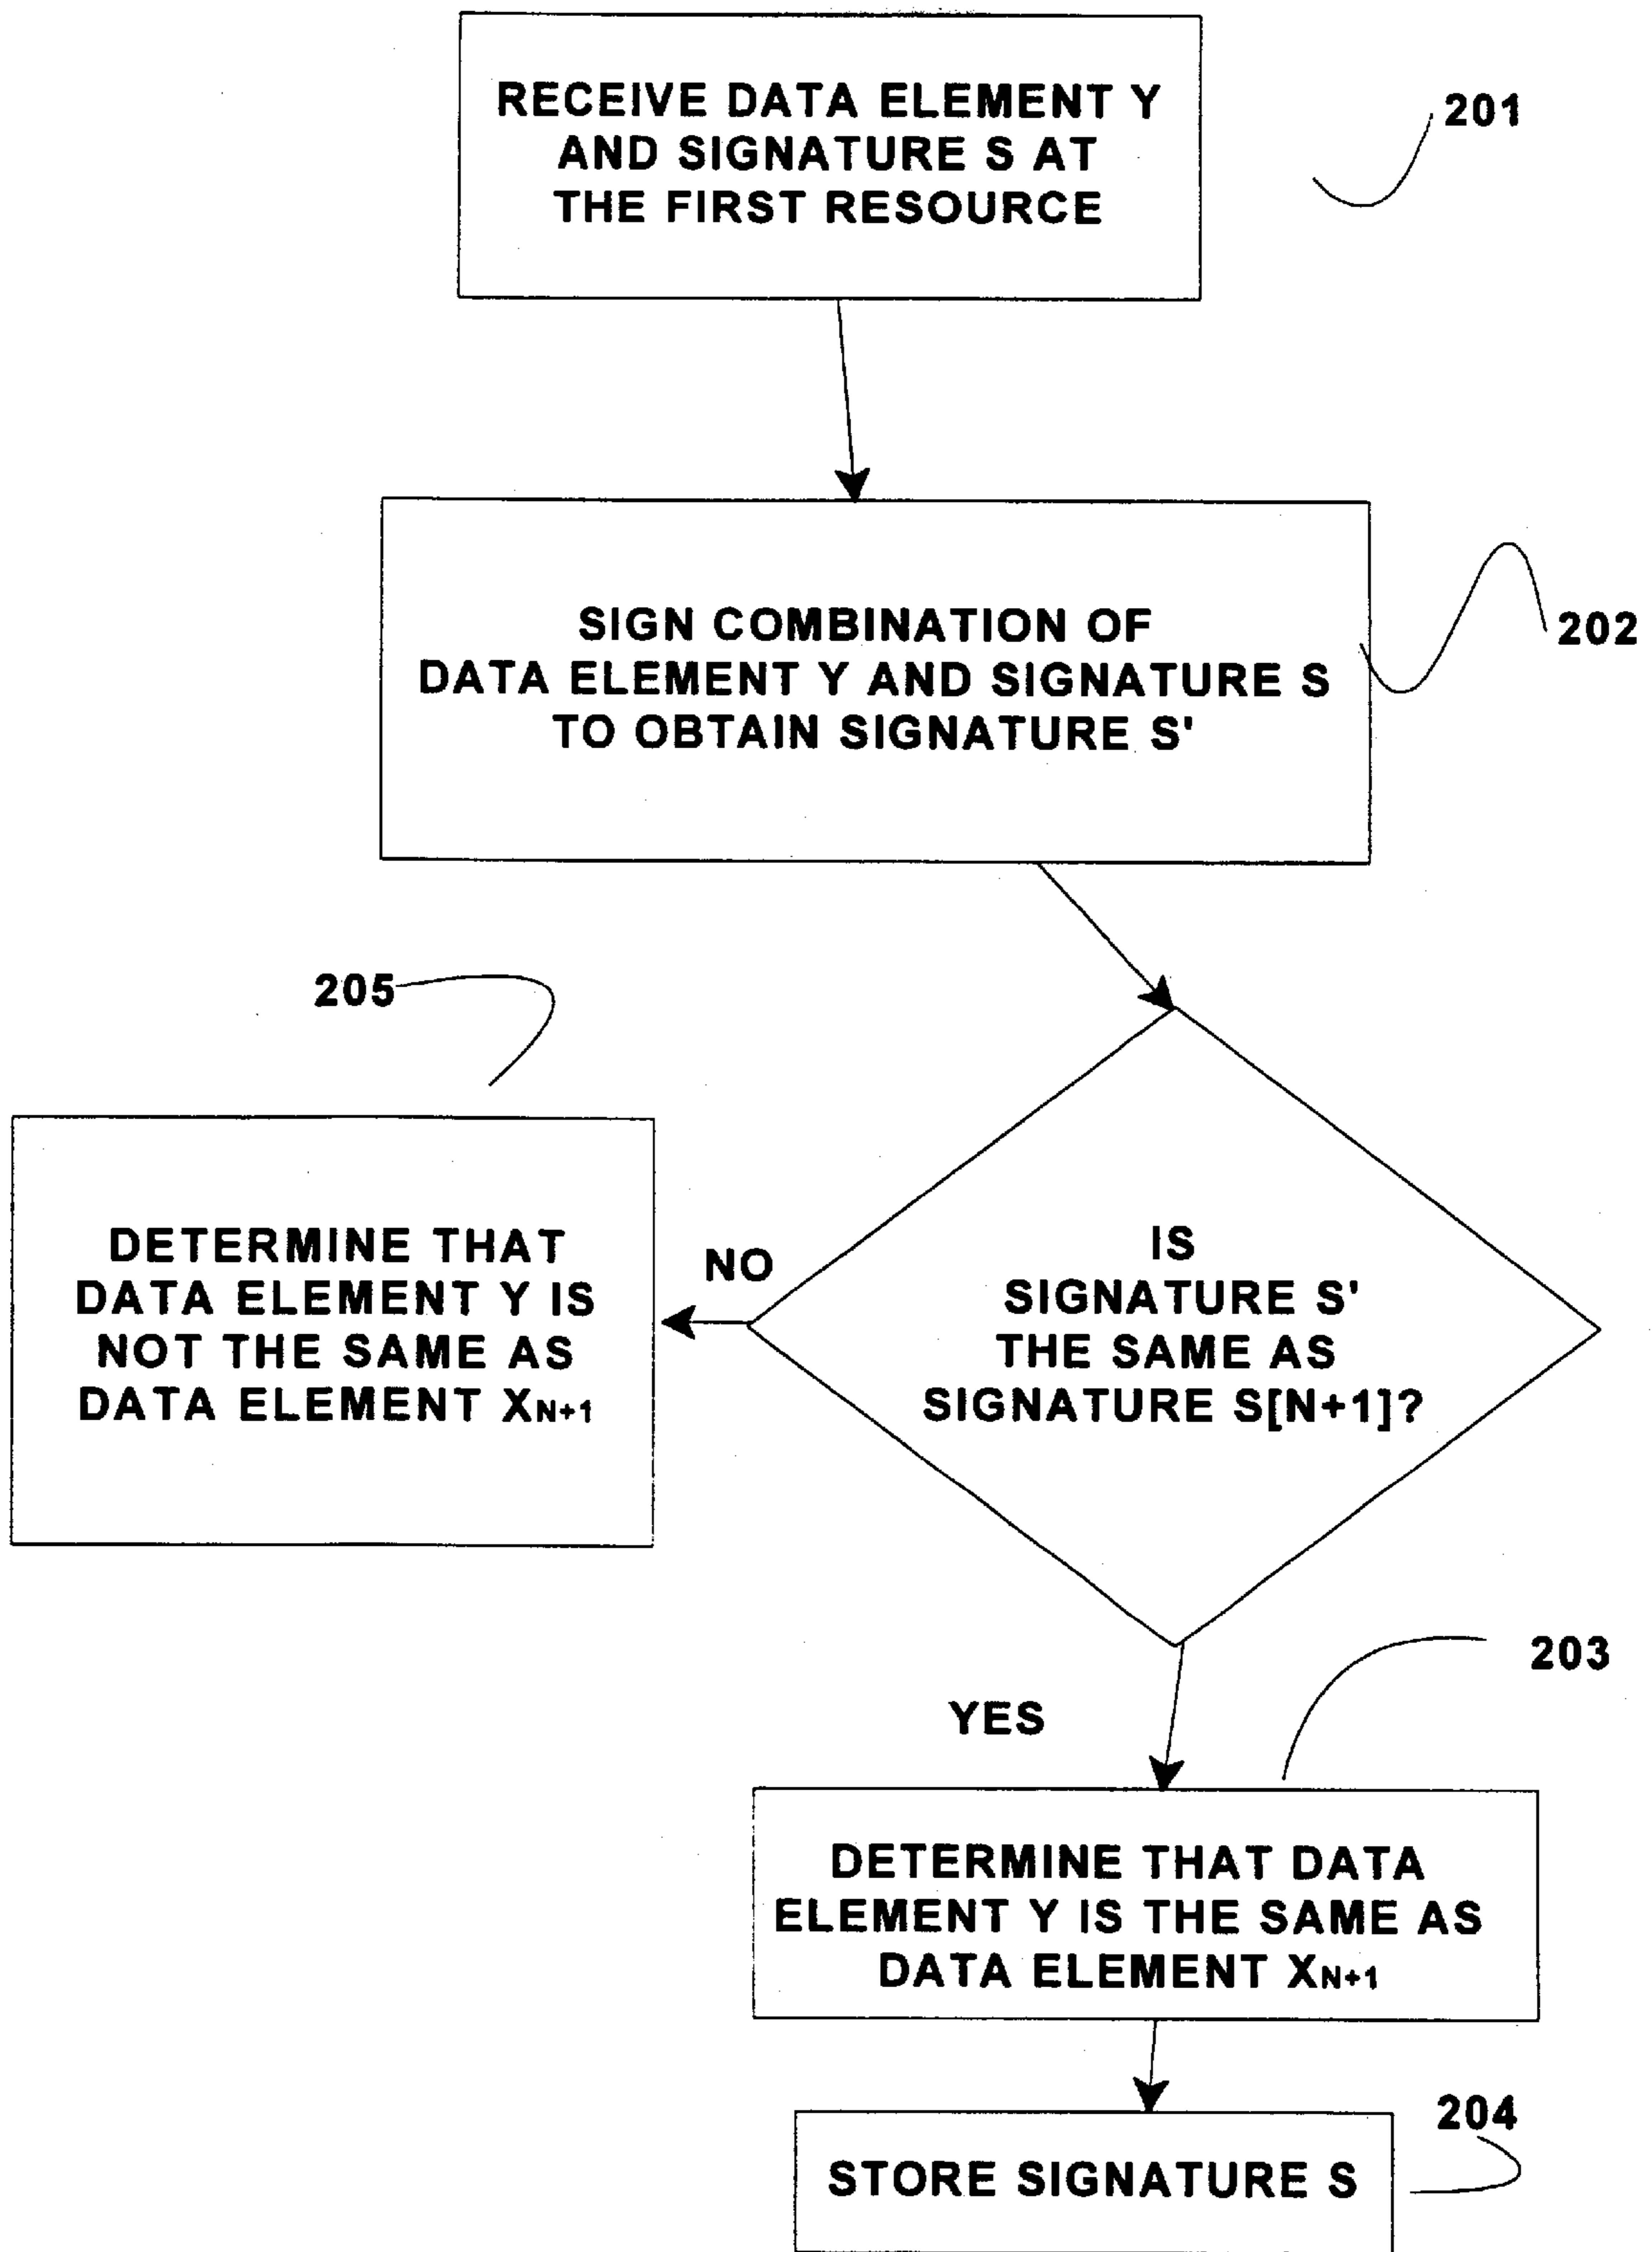 RECEIVE DATA ELEMENT Y
AND SIGNATURE S AT
THE FIRST RESOURCE
201
SIGN COMBINATION OF
DATA ELEMENT Y AND SIGNATURE S
TO OBTAIN SIGNATURE S'
202
205
IS
SIGNATURE S'
THE SAME AS
SIGNATURE S[N+1]?
NO
DETERMINE THAT
DATA ELEMENT Y IS
NOT THE SAME AS
DATA ELEMENT XN+1
YES
203
DETERMINE THAT DATA
ELEMENT Y IS THE SAME AS
DATA ELEMENT XN+1
204
STORE SIGNATURE S